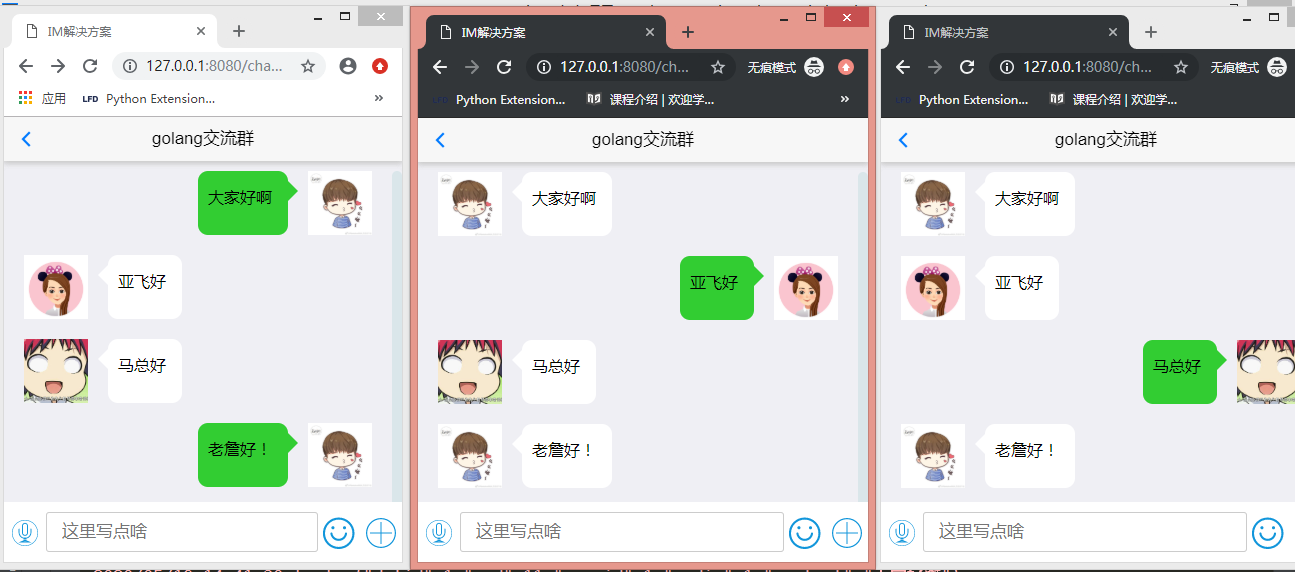 IM解决方案
127.0.0.1:8080/cha...
应用 LFD Python Extension... »
golang交流群
大家好啊
亚飞好
马总好
老詹好！
这里写点啥
IM解决方案
127.0.0.1:8080/ch... 无痕模式
LFD Python Extension... 课程介绍 | 欢迎学... »
golang交流群
大家好啊
亚飞好
马总好
老詹好！
这里写点啥
IM解决方案
127.0.0.1:8080/ch... 无痕模式
Python Extension... 课程介绍 | 欢迎学...
golang交流群
大家好啊
亚飞好
马总好
老詹好！
这里写点啥